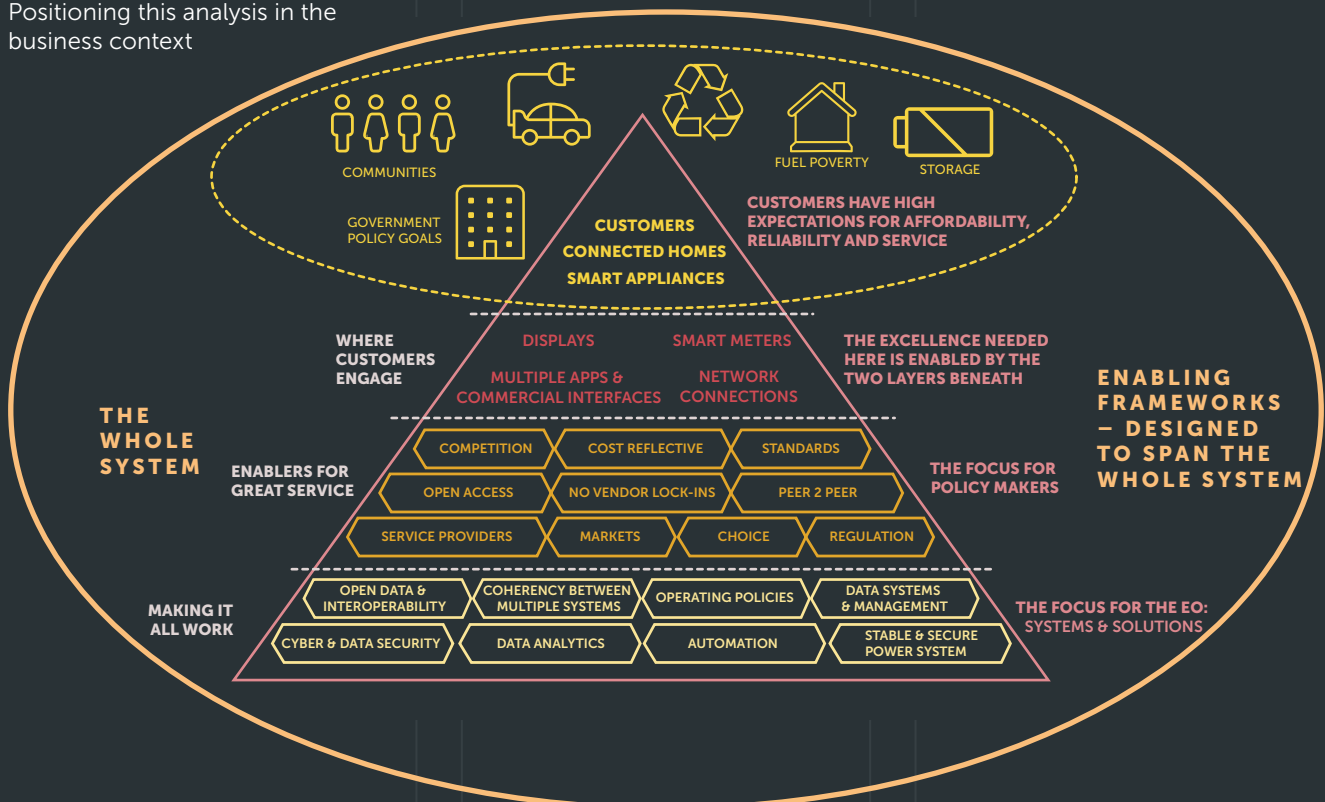 Positioning this analysis in the
business context
COMMUNITIES
FUEL POVERTY
STORAGE
GOVERNMENT
POLICY GOALS
CUSTOMERS
CONNECTED HOMES
SMART APPLIANCES
CUSTOMERS HAVE HIGH
EXPECTATIONS FOR AFFORDABILITY,
RELIABILITY AND SERVICE
WHERE
CUSTOMERS
ENGAGE
DISPLAYS
SMART METERS
MULTIPLE APPS &
COMMERCIAL INTERFACES
NETWORK
CONNECTIONS
THE EXCELLENCE NEEDED
HERE IS ENABLED BY THE
TWO LAYERS BENEATH
THE
WHOLE
SYSTEM
ENABLING
FRAMEWORKS
– DESIGNED
TO SPAN THE
WHOLE SYSTEM
ENABLERS FOR
GREAT SERVICE
COMPETITION
COST REFLECTIVE
STANDARDS
OPEN ACCESS
NO VENDOR LOCK-INS
PEER 2 PEER
SERVICE PROVIDERS
MARKETS
CHOICE
REGULATION
THE FOCUS FOR
POLICY MAKERS
MAKING IT
ALL WORK
OPEN DATA &
INTEROPERABILITY
COHERENCY BETWEEN
MULTIPLE SYSTEMS
OPERATING POLICIES
DATA SYSTEMS
& MANAGEMENT
CYBER & DATA SECURITY
DATA ANALYTICS
AUTOMATION
STABLE & SECURE
POWER SYSTEM
THE FOCUS FOR THE EO:
SYSTEMS & SOLUTIONS